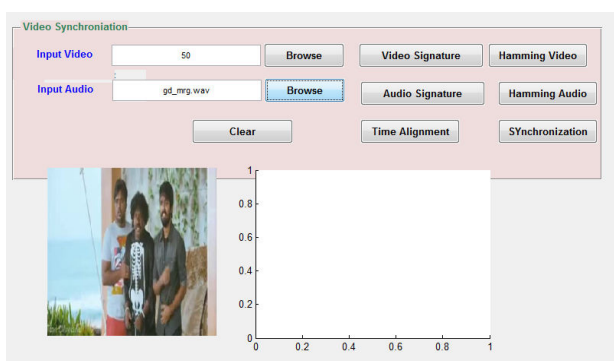 Video Synchroniation
Input Video 50 Browse Video Signature Hamming Video
Input Audio gd_mrg.wav Browse Audio Signature Hamming Audio
Clear Time Alignment SYnchronization
1
0.8
0.6
0.4
0.2
0
0 0.2 0.4 0.6 0.8 1